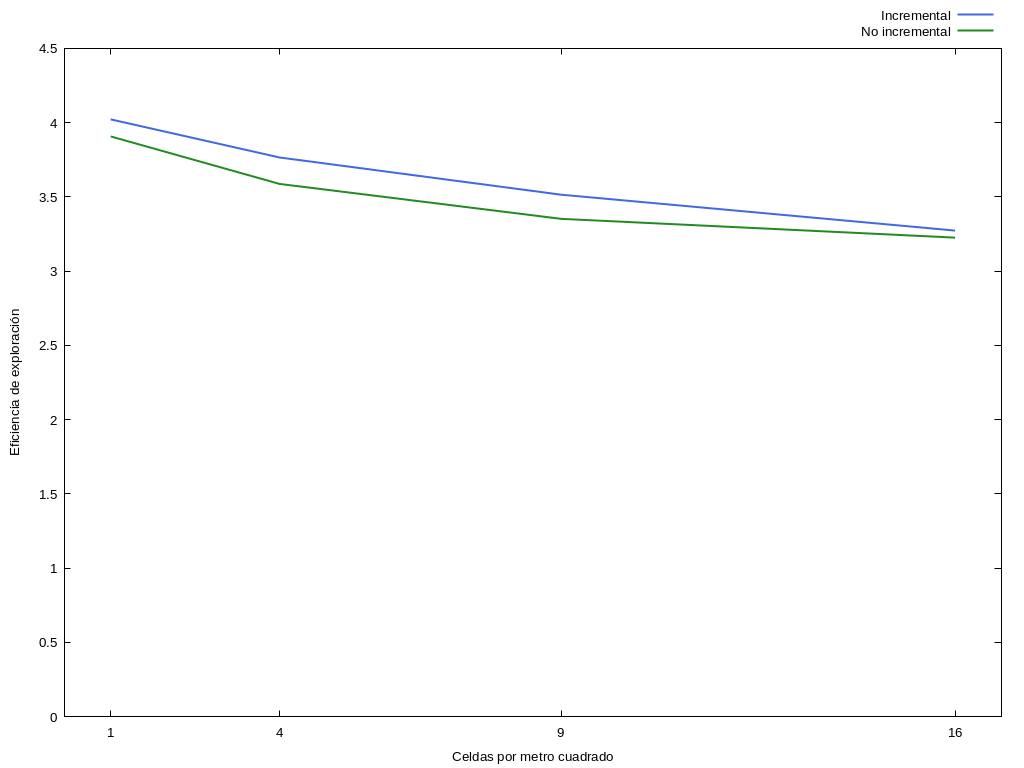 Incremental
No incremental
4.5
4
3.5
3
2.5
2
1.5
1
0.5
0
Eficiencia de exploración
1 4 9 16
Celdas por metro cuadrado